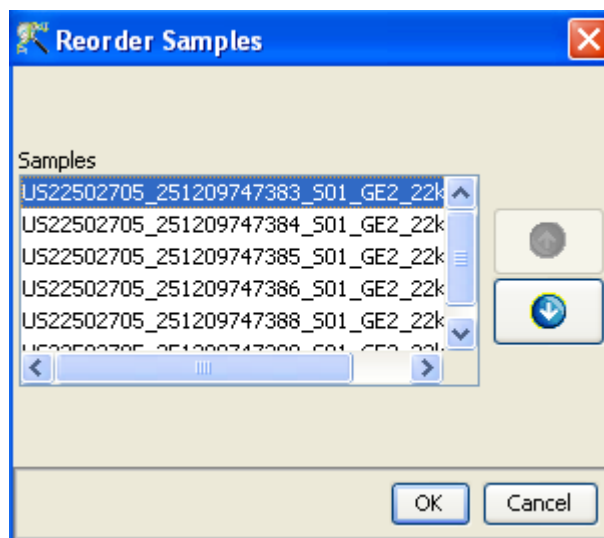 Reorder Samples
Samples
US22502705_251209747383_S01_GE2_22k
US22502705_251209747384_S01_GE2_22k
US22502705_251209747385_S01_GE2_22k
US22502705_251209747386_S01_GE2_22k
US22502705_251209747388_S01_GE2_22k
OK Cancel